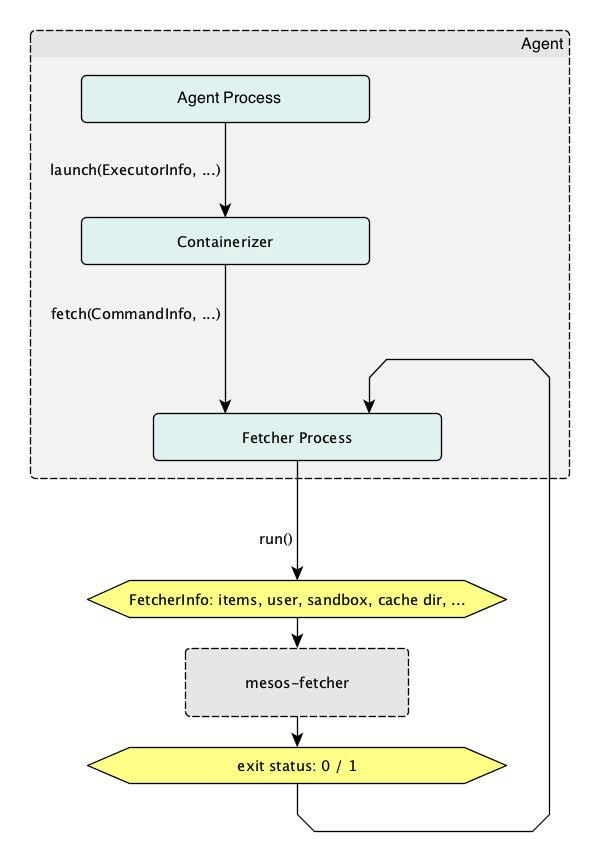 Agent
Agent Process
launch(ExecutorInfo, ...)
Containerizer
fetch(CommandInfo, ...)
Fetcher Process
run()
FetcherInfo: items, user, sandbox, cache dir, ...
mesos-fetcher
exit status: 0 / 1